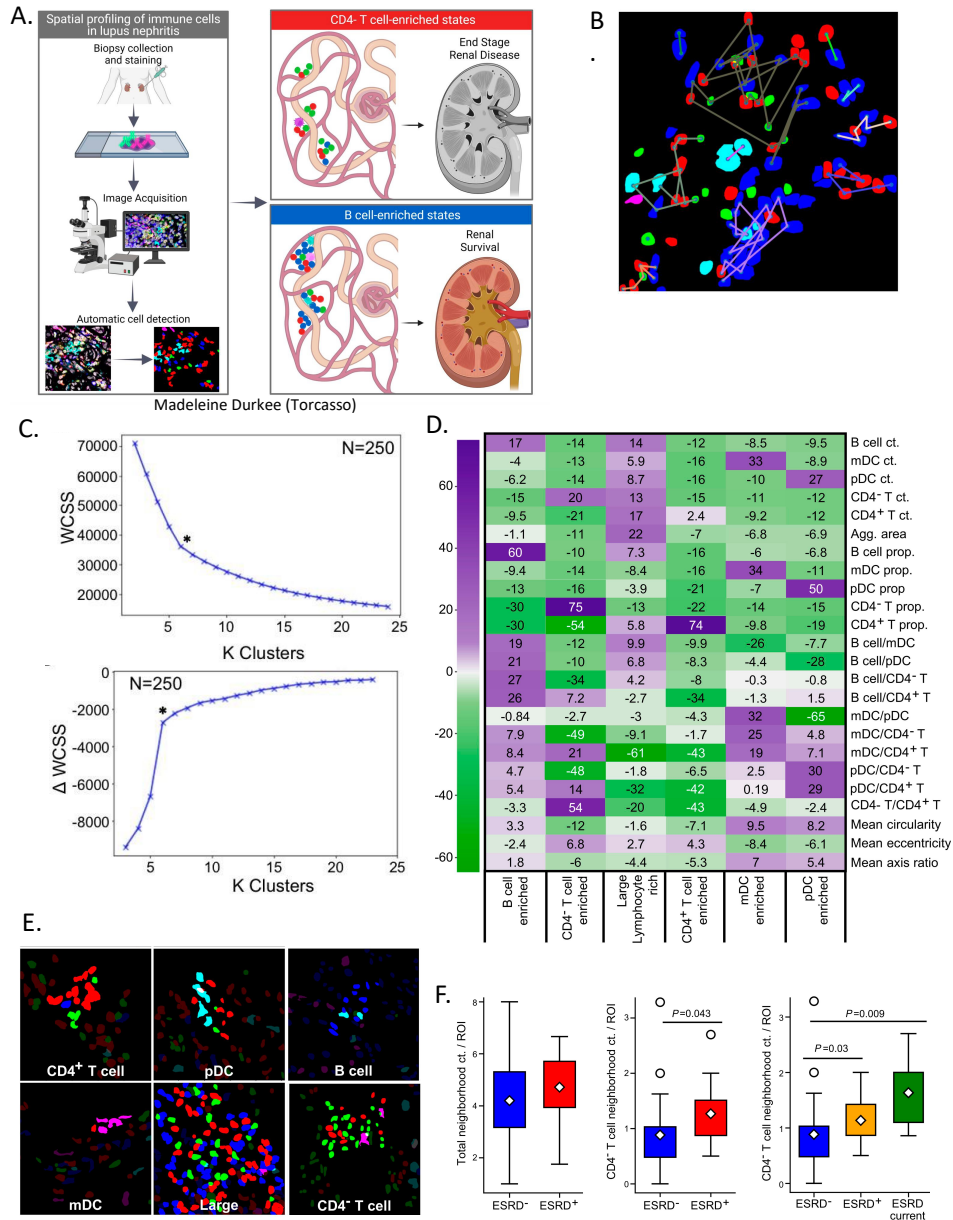 A.
Spatial profiling of immune cells
in lupus nephritis
Biopsy collection
and staining
Image Acquisition
Automatic cell detection
CD4- T cell-enriched states
End Stage
Renal Disease
B cell-enriched states
Renal
Survival
Madeleine Durkee (Torcasso)
B
.
C.
N=250
WCSS
70000
60000
50000
40000
30000
20000
*
5 10 15 20 25
K Clusters
N=250
Δ WCSS
0
-2000
-4000
-6000
-8000
*
5 10 15 20 25
K Clusters
D.
60
40
20
0
-20
-40
-60
17 -14 14 -12 -8.5 -9.5 B cell ct.
-4 -13 5.9 -16 33 -8.9 mDC ct.
-6.2 -14 8.7 -16 -10 27 pDC ct.
-15 20 13 -15 -11 -12 CD4⁻ T ct.
-9.5 -21 17 2.4 -9.2 -12 CD4⁺ T ct.
-1.1 -11 22 -7 -6.8 -6.9 Agg. area
60 -10 7.3 -16 -6 -6.8 B cell prop.
-9.4 -14 -8.4 -16 34 -11 mDC prop.
-13 -16 -3.9 -21 -7 50 pDC prop
-30 75 -13 -22 -14 -15 CD4⁻ T prop.
-30 -54 5.8 74 -9.8 -19 CD4⁺ T prop.
19 -12 9.9 -9.9 -26 -7.7 B cell/mDC
21 -10 6.8 -8.3 -4.4 -28 B cell/pDC
27 -34 4.2 -8 -0.3 -0.8 B cell/CD4⁻ T
26 7.2 -2.7 -34 -1.3 1.5 B cell/CD4⁺ T
-0.84 -2.7 -3 -4.3 32 -65 mDC/pDC
7.9 -49 -9.1 -1.7 25 4.8 mDC/CD4⁻ T
8.4 21 -61 -43 19 7.1 mDC/CD4⁺ T
4.7 -48 -1.8 -6.5 2.5 30 pDC/CD4⁻ T
5.4 14 -32 -42 0.19 29 pDC/CD4⁺ T
-3.3 54 -20 -43 -4.9 -2.4 CD4- T/CD4⁺ T
3.3 -12 -1.6 -7.1 9.5 8.2 Mean circularity
-2.4 6.8 2.7 4.3 -8.4 -6.1 Mean eccentricity
1.8 -6 -4.4 -5.3 7 5.4 Mean axis ratio
B cell
enriched
CD4⁻ T cell
enriched
Large
Lymphocyte
rich
CD4⁺ T cell
enriched
mDC
enriched
pDC
enriched
E.
CD4⁺ T cell
pDC
B cell
mDC
Large
CD4⁻ T cell
F.
Total neighborhood ct. / ROI
8
6
4
2
ESRD⁻ ESRD⁺
CD4⁻ T cell neighborhood ct. / ROI
3
2
1
0
P=0.043
ESRD⁻ ESRD⁺
CD4⁻ T cell neighborhood ct. / ROI
3
2
1
0
P=0.009
P=0.03
ESRD⁻ ESRD⁺ ESRD
current